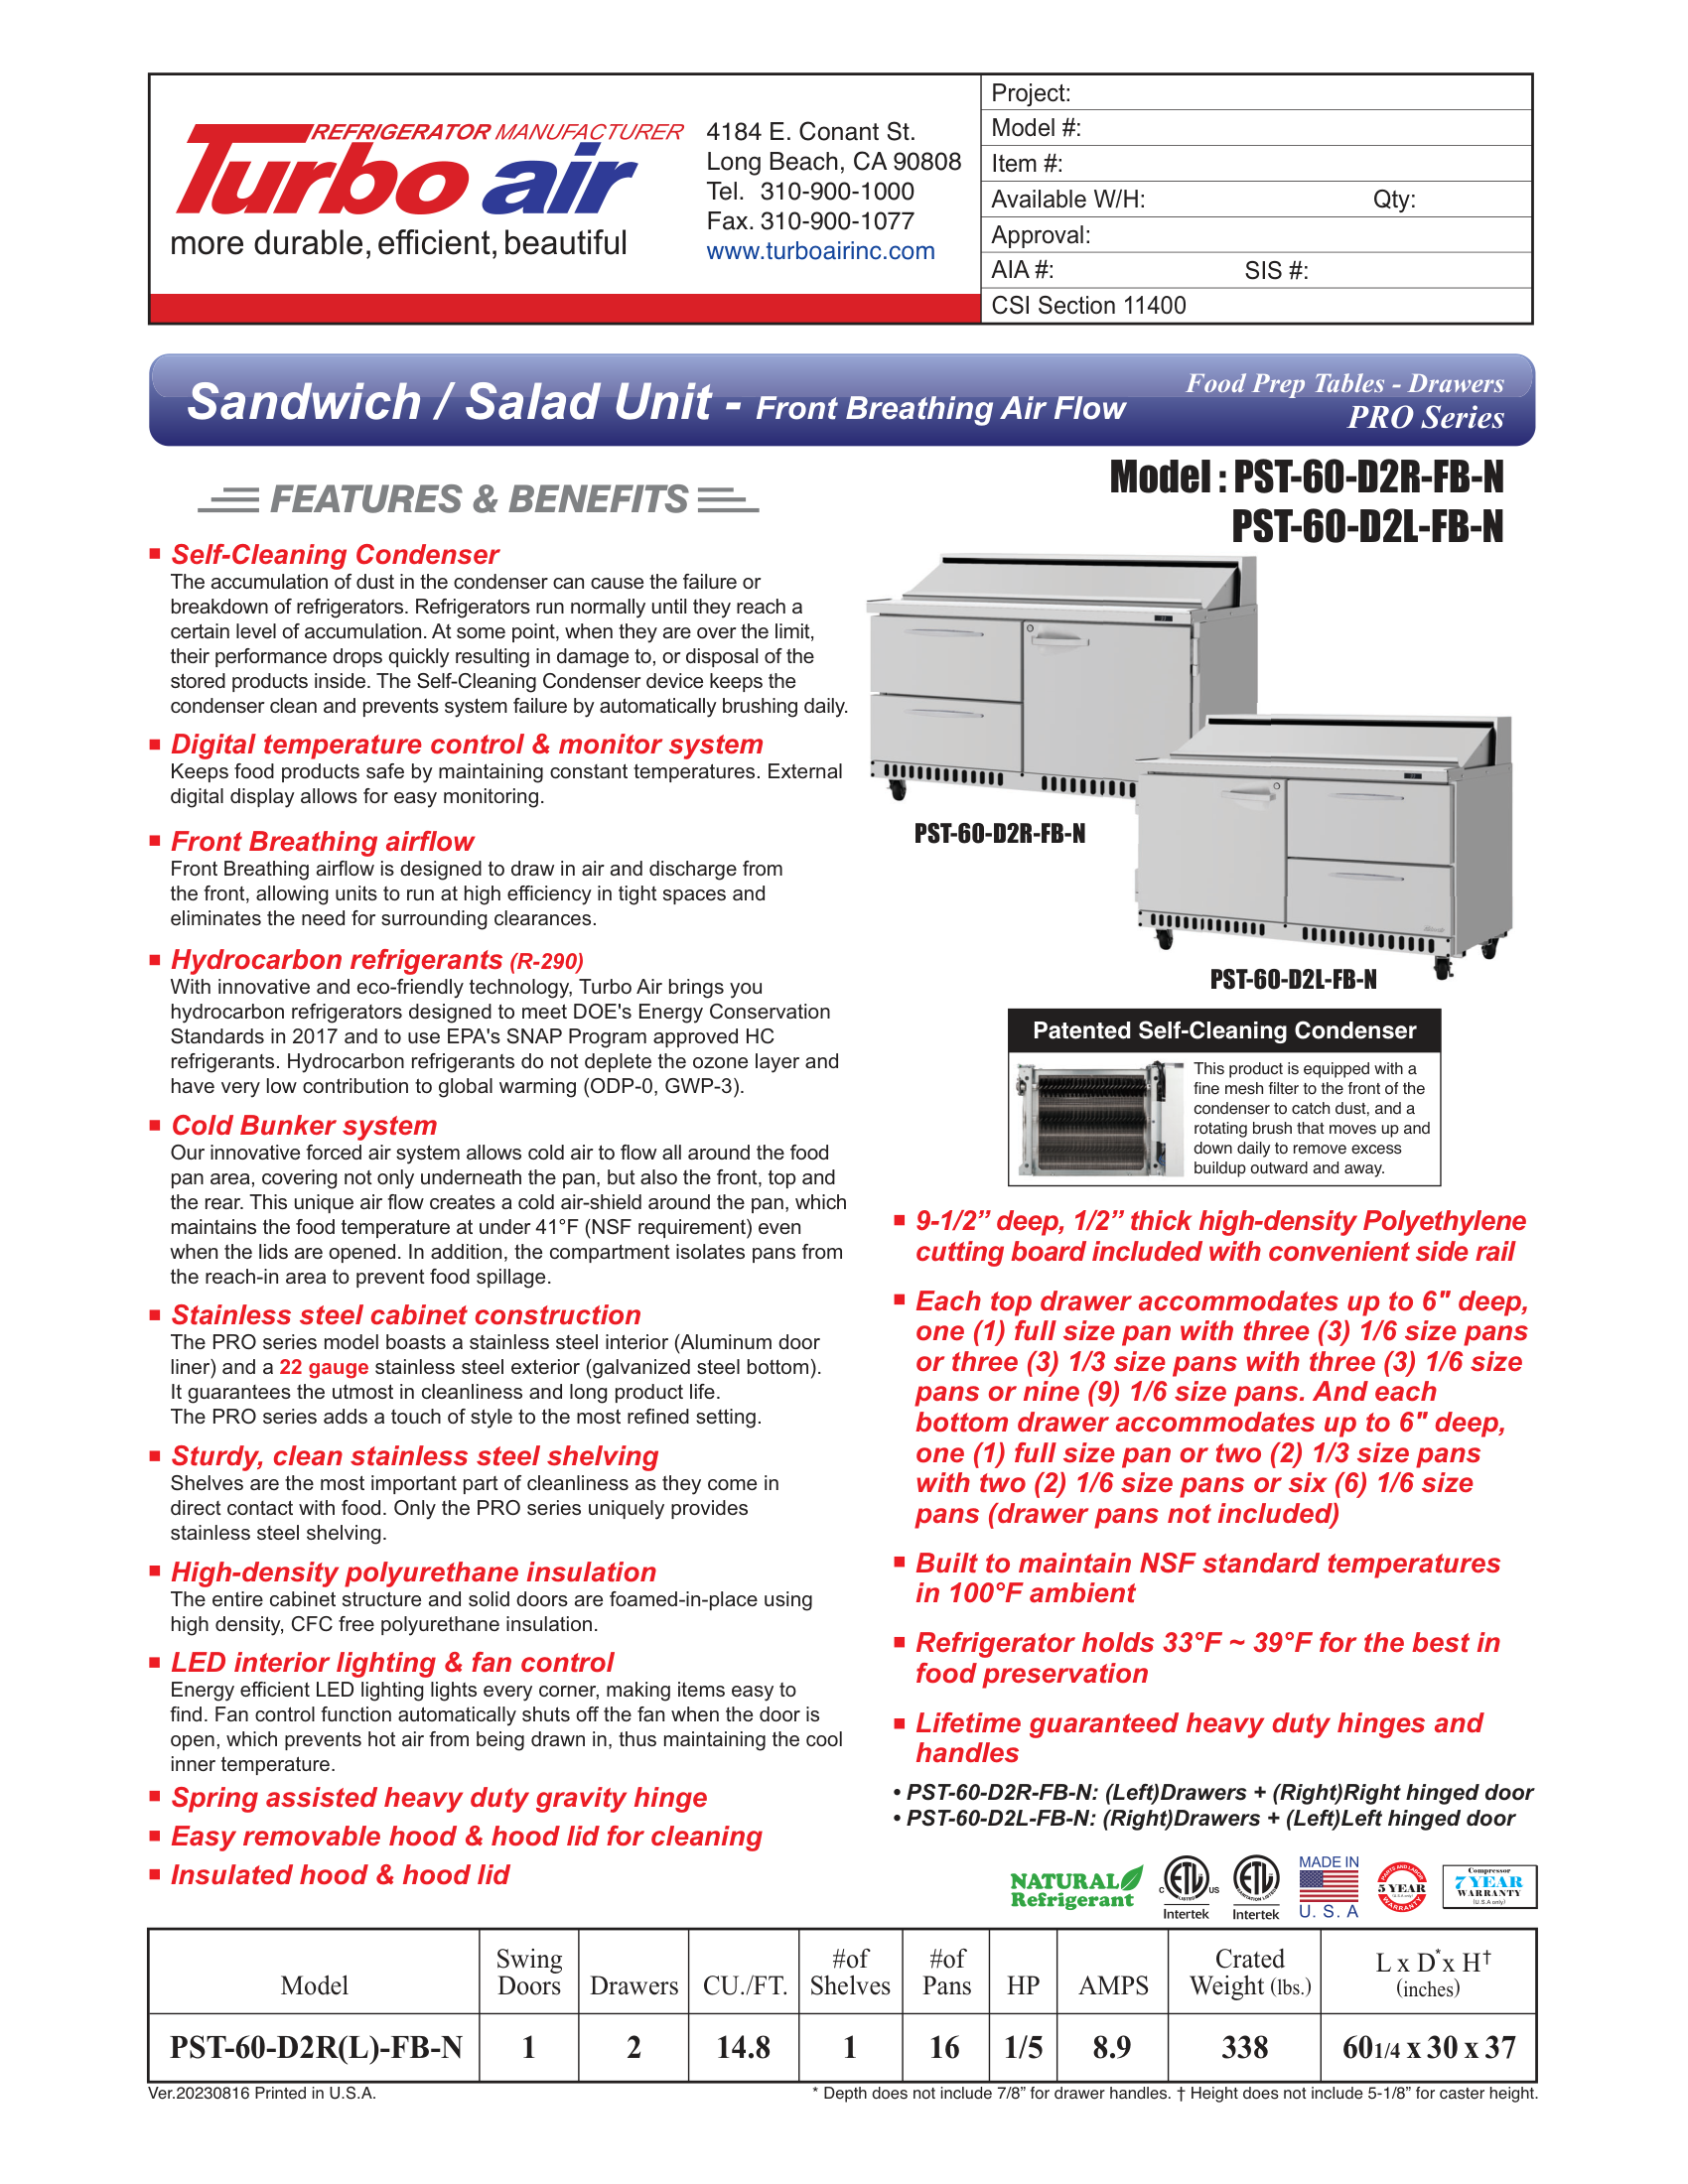 REFRIGERATOR MANUFACTURER
Turbo air
more durable, efficient, beautiful
4184 E. Conant St.
Long Beach, CA 90808
Tel. 310-900-1000
Fax. 310-900-1077
www.turboairinc.com
Project:
Model #:
Item #:
Available W/H: Qty:
Approval:
AIA #: SIS #:
CSI Section 11400
Sandwich / Salad Unit - Front Breathing Air Flow
Food Prep Tables - Drawers
PRO Series
FEATURES & BENEFITS
Model : PST-60-D2R-FB-N
PST-60-D2L-FB-N
■ Self-Cleaning Condenser
The accumulation of dust in the condenser can cause the failure or
breakdown of refrigerators. Refrigerators run normally until they reach a
certain level of accumulation. At some point, when they are over the limit,
their performance drops quickly resulting in damage to, or disposal of the
stored products inside. The Self-Cleaning Condenser device keeps the
condenser clean and prevents system failure by automatically brushing daily.
■ Digital temperature control & monitor system
Keeps food products safe by maintaining constant temperatures. External
digital display allows for easy monitoring.
■ Front Breathing airflow
Front Breathing airflow is designed to draw in air and discharge from
the front, allowing units to run at high efficiency in tight spaces and
eliminates the need for surrounding clearances.
■ Hydrocarbon refrigerants (R-290)
With innovative and eco-friendly technology, Turbo Air brings you
hydrocarbon refrigerators designed to meet DOE's Energy Conservation
Standards in 2017 and to use EPA's SNAP Program approved HC
refrigerants. Hydrocarbon refrigerants do not deplete the ozone layer and
have very low contribution to global warming (ODP-0, GWP-3).
■ Cold Bunker system
Our innovative forced air system allows cold air to flow all around the food
pan area, covering not only underneath the pan, but also the front, top and
the rear. This unique air flow creates a cold air-shield around the pan, which
maintains the food temperature at under 41°F (NSF requirement) even
when the lids are opened. In addition, the compartment isolates pans from
the reach-in area to prevent food spillage.
■ Stainless steel cabinet construction
The PRO series model boasts a stainless steel interior (Aluminum door
liner) and a 22 gauge stainless steel exterior (galvanized steel bottom).
It guarantees the utmost in cleanliness and long product life.
The PRO series adds a touch of style to the most refined setting.
■ Sturdy, clean stainless steel shelving
Shelves are the most important part of cleanliness as they come in
direct contact with food. Only the PRO series uniquely provides
stainless steel shelving.
■ High-density polyurethane insulation
The entire cabinet structure and solid doors are foamed-in-place using
high density, CFC free polyurethane insulation.
■ LED interior lighting & fan control
Energy efficient LED lighting lights every corner, making items easy to
find. Fan control function automatically shuts off the fan when the door is
open, which prevents hot air from being drawn in, thus maintaining the cool
inner temperature.
■ Spring assisted heavy duty gravity hinge
■ Easy removable hood & hood lid for cleaning
■ Insulated hood & hood lid
PST-60-D2R-FB-N
PST-60-D2L-FB-N
Patented Self-Cleaning Condenser
This product is equipped with a
fine mesh filter to the front of the
condenser to catch dust, and a
rotating brush that moves up and
down daily to remove excess
buildup outward and away.
■ 9-1/2” deep, 1/2” thick high-density Polyethylene
cutting board included with convenient side rail
■ Each top drawer accommodates up to 6" deep,
one (1) full size pan with three (3) 1/6 size pans
or three (3) 1/3 size pans with three (3) 1/6 size
pans or nine (9) 1/6 size pans. And each
bottom drawer accommodates up to 6" deep,
one (1) full size pan or two (2) 1/3 size pans
with two (2) 1/6 size pans or six (6) 1/6 size
pans (drawer pans not included)
■ Built to maintain NSF standard temperatures
in 100°F ambient
■ Refrigerator holds 33°F ~ 39°F for the best in
food preservation
■ Lifetime guaranteed heavy duty hinges and
handles
• PST-60-D2R-FB-N: (Left)Drawers + (Right)Right hinged door
• PST-60-D2L-FB-N: (Right)Drawers + (Left)Left hinged door
NATURAL
Refrigerant
C ETL US
LISTED
Intertek
ETL
SANITATION LISTED
Intertek
MADE IN
U. S. A
PARTS AND LABOR
5 YEAR
(U.S.A only)
WARRANTY
Compressor
7 YEAR
WARRANTY
(U.S.A only)
Model Swing Doors Drawers CU./FT. #of Shelves #of Pans HP AMPS Crated Weight (lbs.) L x D* x H† (inches)
PST-60-D2R(L)-FB-N 1 2 14.8 1 16 1/5 8.9 338 60 1/4 x 30 x 37
Ver.20230816 Printed in U.S.A.
* Depth does not include 7/8” for drawer handles. † Height does not include 5-1/8” for caster height.